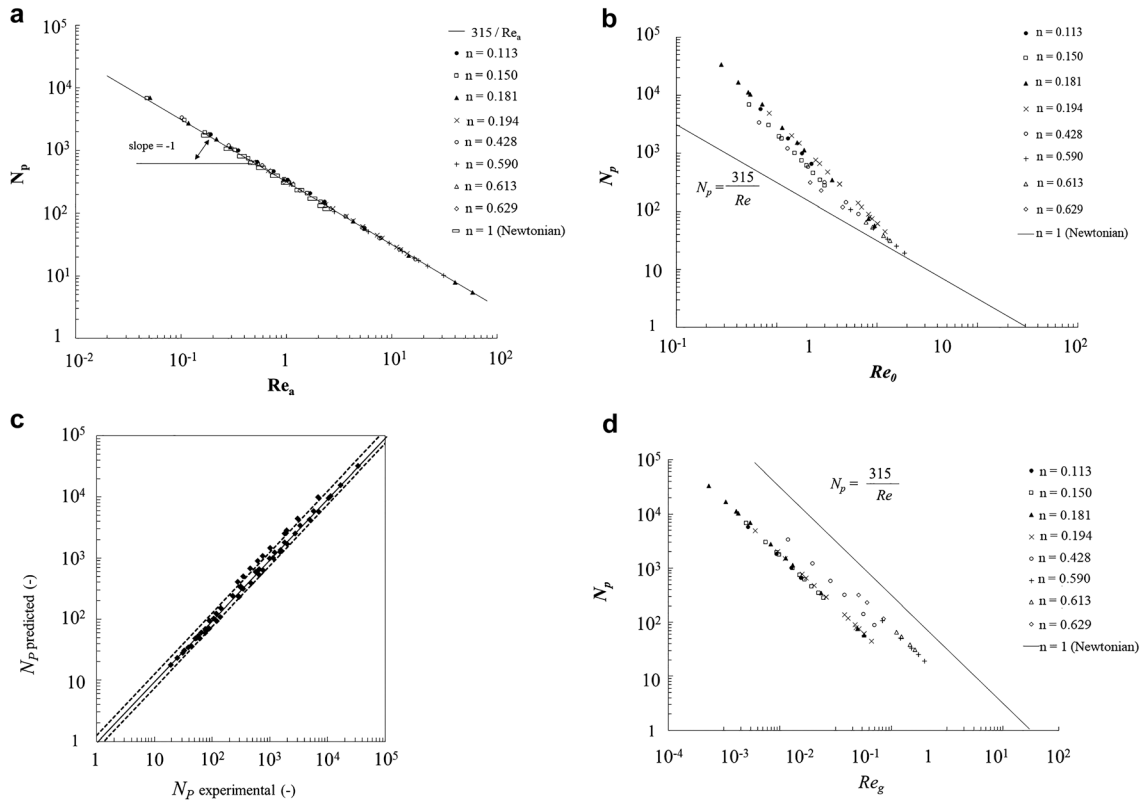 a
10^5
10^4
10^3
10^2
10^1
1
N_p
slope = -1
10^-2
10^-1
1
10^1
10^2
Re_a
315 / Re_a
n = 0.113
n = 0.150
n = 0.181
n = 0.194
n = 0.428
n = 0.590
n = 0.613
n = 0.629
n = 1 (Newtonian)
b
10^5
10^4
10^3
10^2
10
1
N_p
N_p = 315 / Re
10^-1
1
10
10^2
Re_0
n = 0.113
n = 0.150
n = 0.181
n = 0.194
n = 0.428
n = 0.590
n = 0.613
n = 0.629
n = 1 (Newtonian)
c
10^5
10^4
10^3
10^2
10
1
N_P predicted (-)
1
10
10^2
10^3
10^4
10^5
N_P experimental (-)
d
10^5
10^4
10^3
10^2
10
1
N_p
N_p = 315 / Re
10^-4
10^-3
10^-2
10^-1
1
10
10^2
Re_g
n = 0.113
n = 0.150
n = 0.181
n = 0.194
n = 0.428
n = 0.590
n = 0.613
n = 0.629
n = 1 (Newtonian)